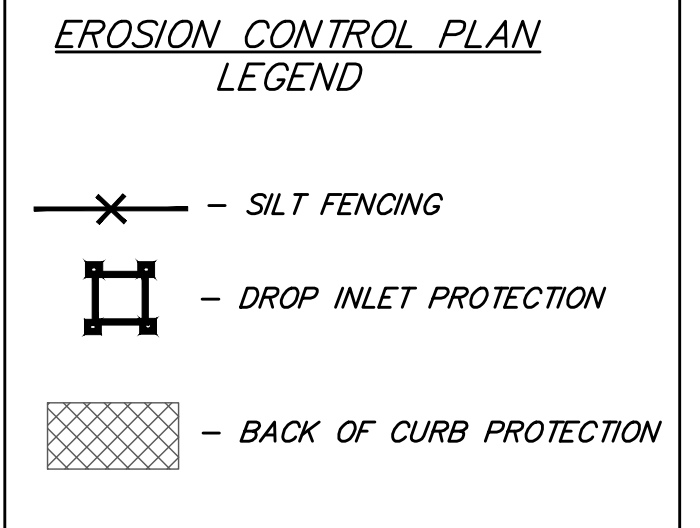 EROSION CONTROL PLAN
LEGEND
- SILT FENCING
- DROP INLET PROTECTION
- BACK OF CURB PROTECTION